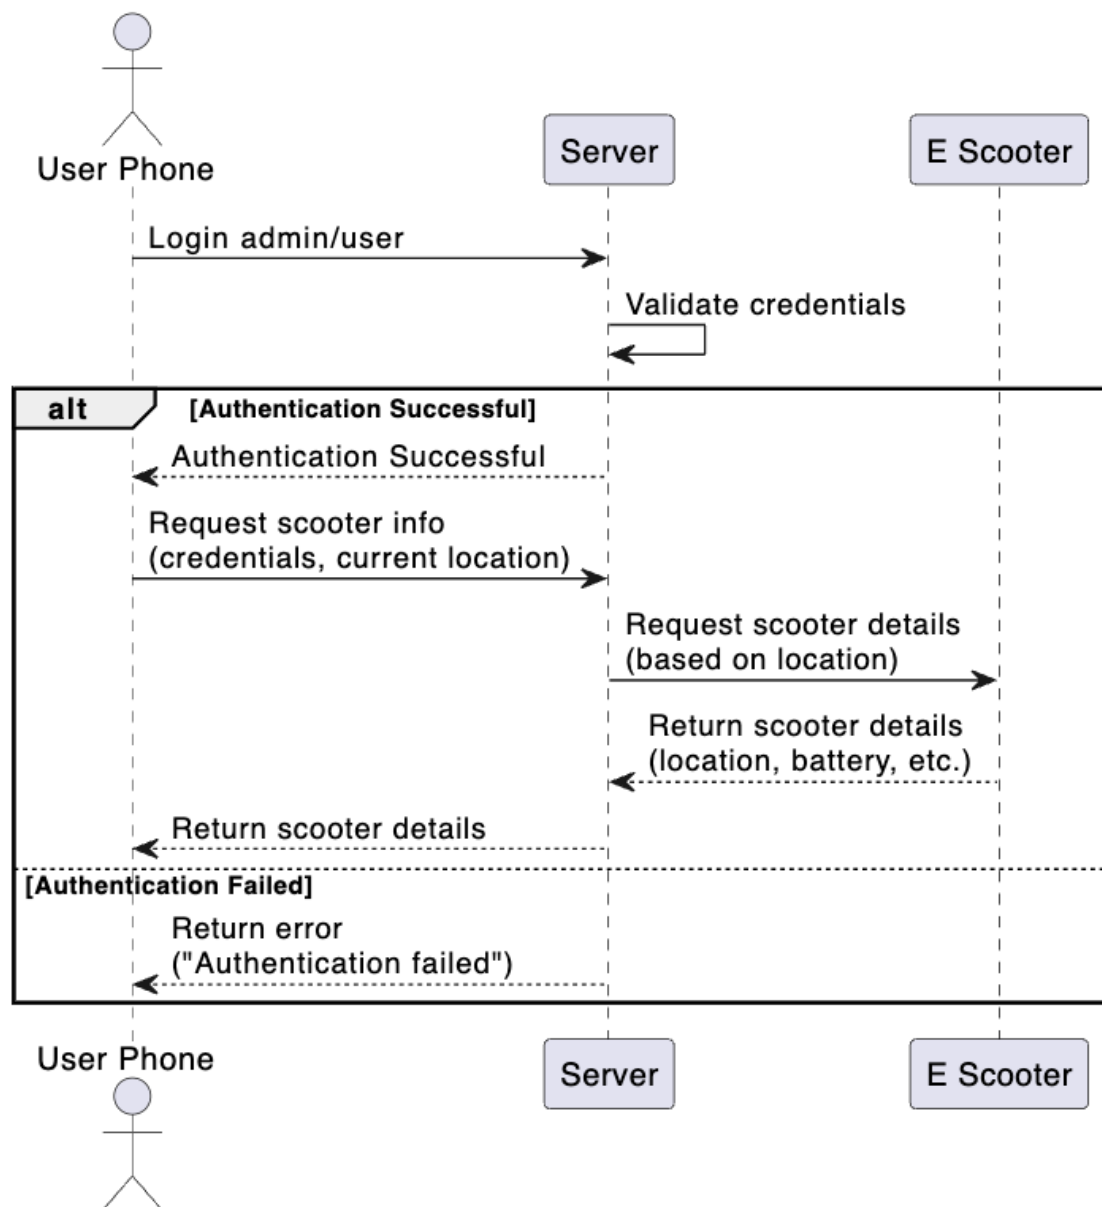 User Phone
Server
E Scooter
Login admin/user
Validate credentials
alt
[Authentication Successful]
Authentication Successful
Request scooter info
(credentials, current location)
Request scooter details
(based on location)
Return scooter details
(location, battery, etc.)
Return scooter details
[Authentication Failed]
Return error
("Authentication failed")
User Phone
Server
E Scooter